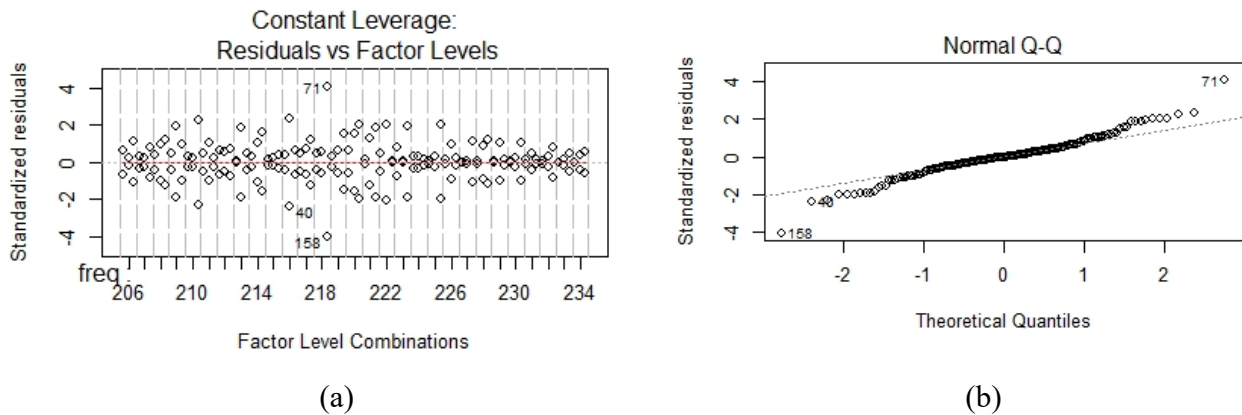 Constant Leverage:
Residuals vs Factor Levels
Standardized residuals
4
2
0
-2
-4
71
40
158
freq :
206 210 214 218 222 226 230 234
Factor Level Combinations
(a)
Normal Q-Q
Standardized residuals
4
2
0
-2
-4
71
40
158
-2 -1 0 1 2
Theoretical Quantiles
(b)